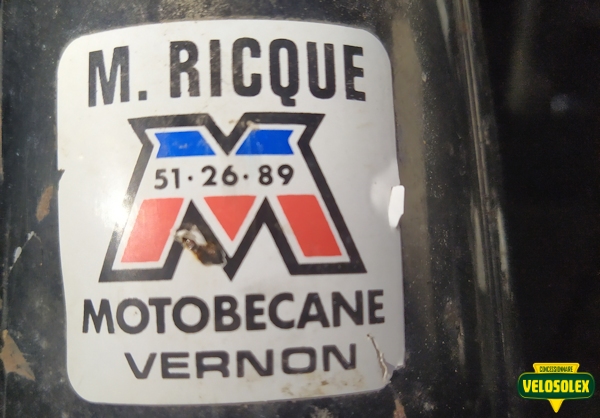 M. RICQUE
51·26·89
MOTOBECANE
VERNON
CONCESSIONNAIRE
VELOSOLEX